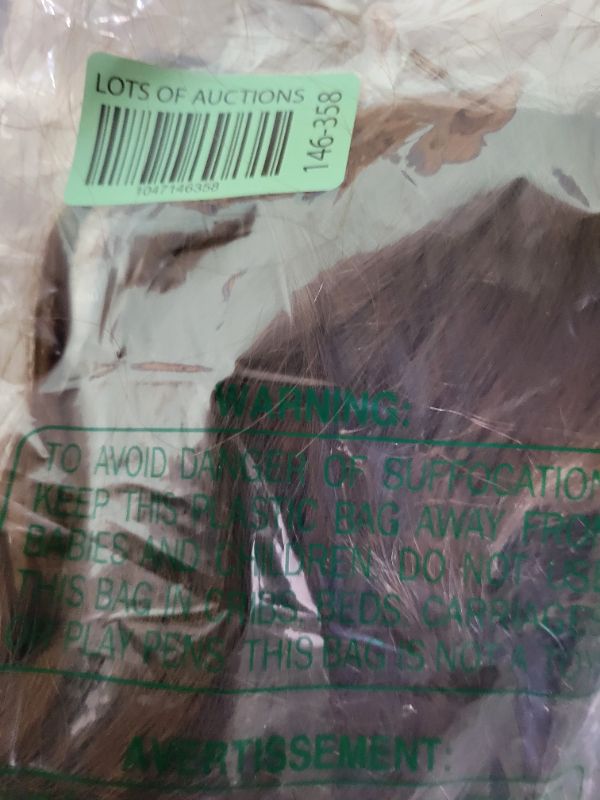 LOTS OF AUCTIONS
146-358
1047146358
WARNING:
TO AVOID DANGER OF SUFFOCATION
KEEP THIS PLASTIC BAG AWAY FROM
BABIES AND CHILDREN. DO NOT USE
THIS BAG IN CRIBS, BEDS, CARRIAGES
OR PLAY PENS. THIS BAG IS NOT A TOY
AVERTISSEMENT: